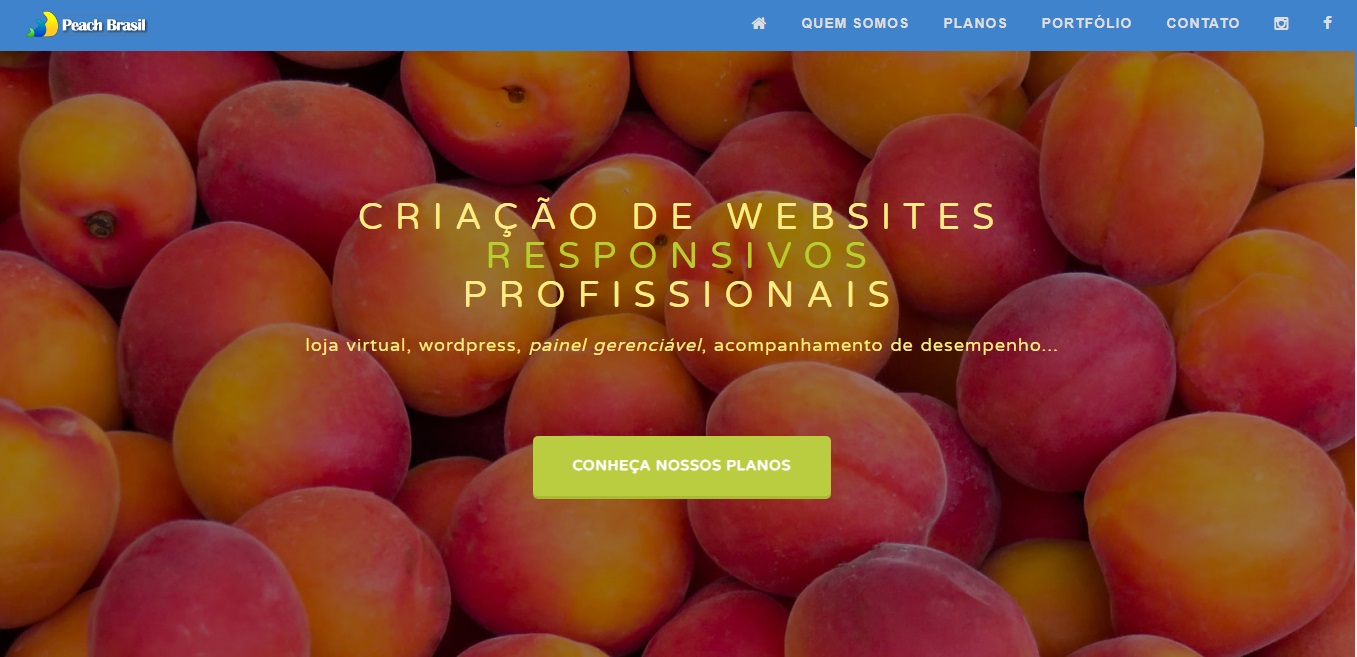 Peach Brasil
QUEM SOMOS
PLANOS
PORTFÓLIO
CONTATO
CRIAÇÃO DE WEBSITES
RESPONSIVOS
PROFISSIONAIS
loja virtual, wordpress, painel gerenciável, acompanhamento de desempenho...
CONHEÇA NOSSOS PLANOS